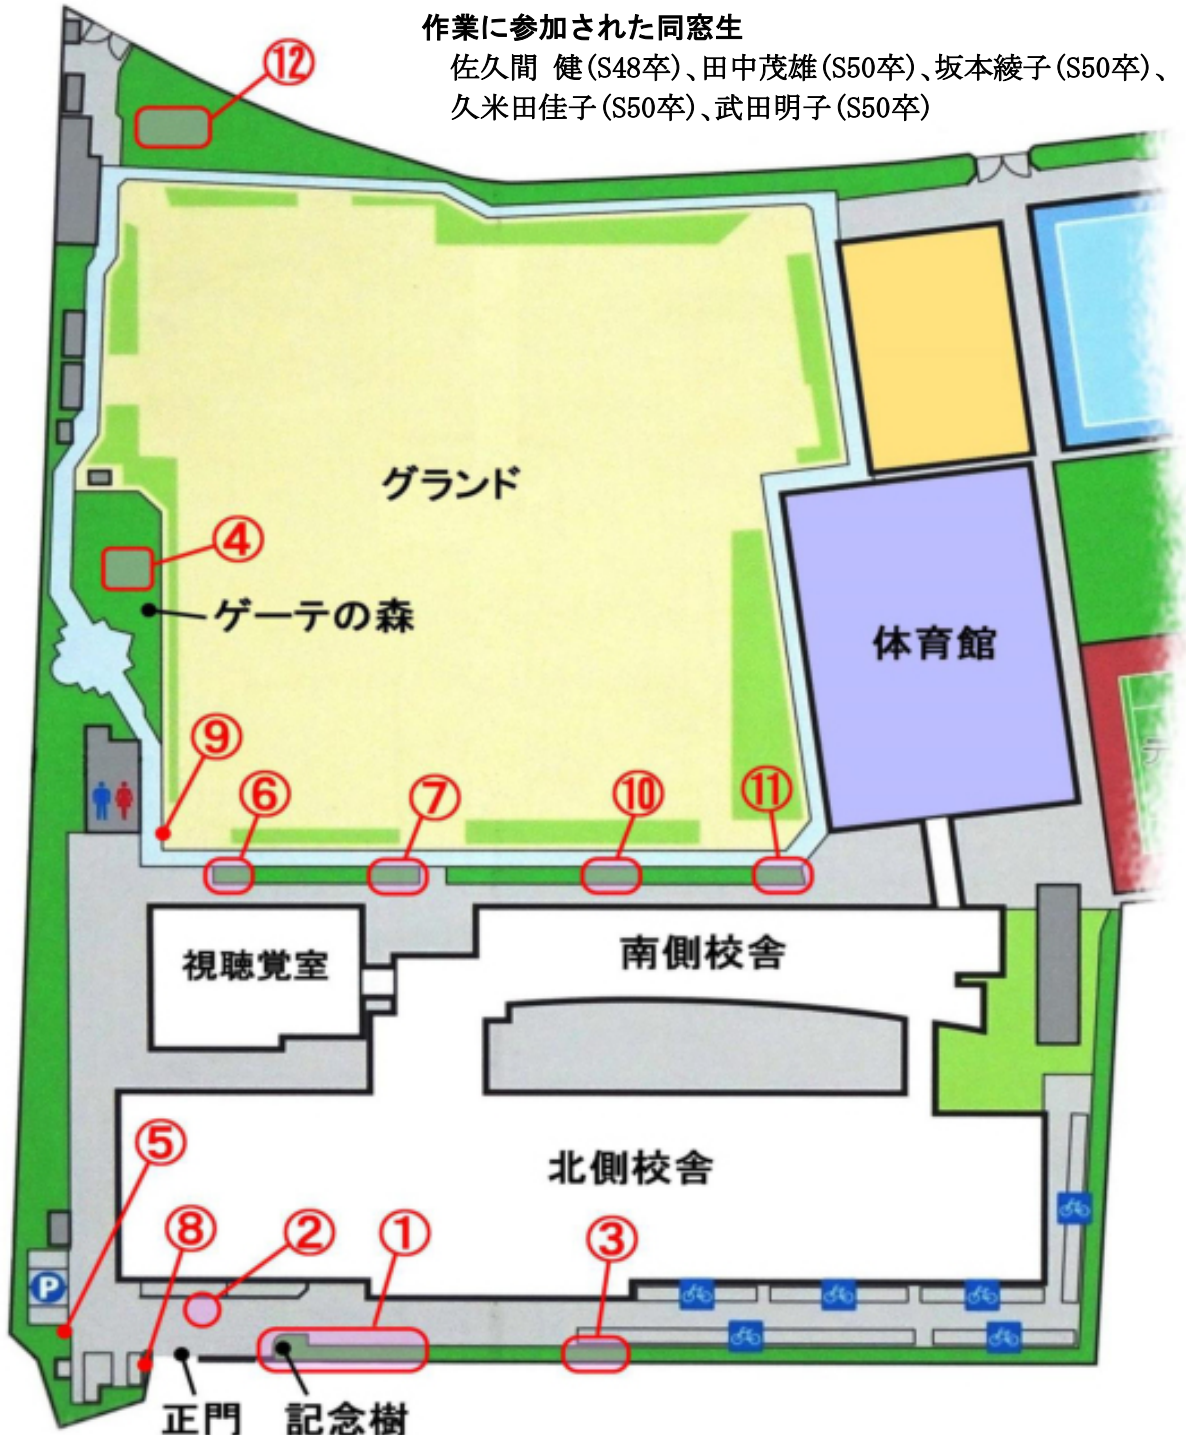 作業に参加された同窓生
佐久間 健(S48卒)、田中茂雄(S50卒)、坂本綾子(S50卒)、
久米田佳子(S50卒)、武田明子(S50卒)
⑫
グランド
④
ゲーテの森
体育館
テ
⑨
⑥
⑦
⑩
⑪
視聴覚室
南側校舎
北側校舎
⑤
⑧
②
①
③
P
正門
記念樹